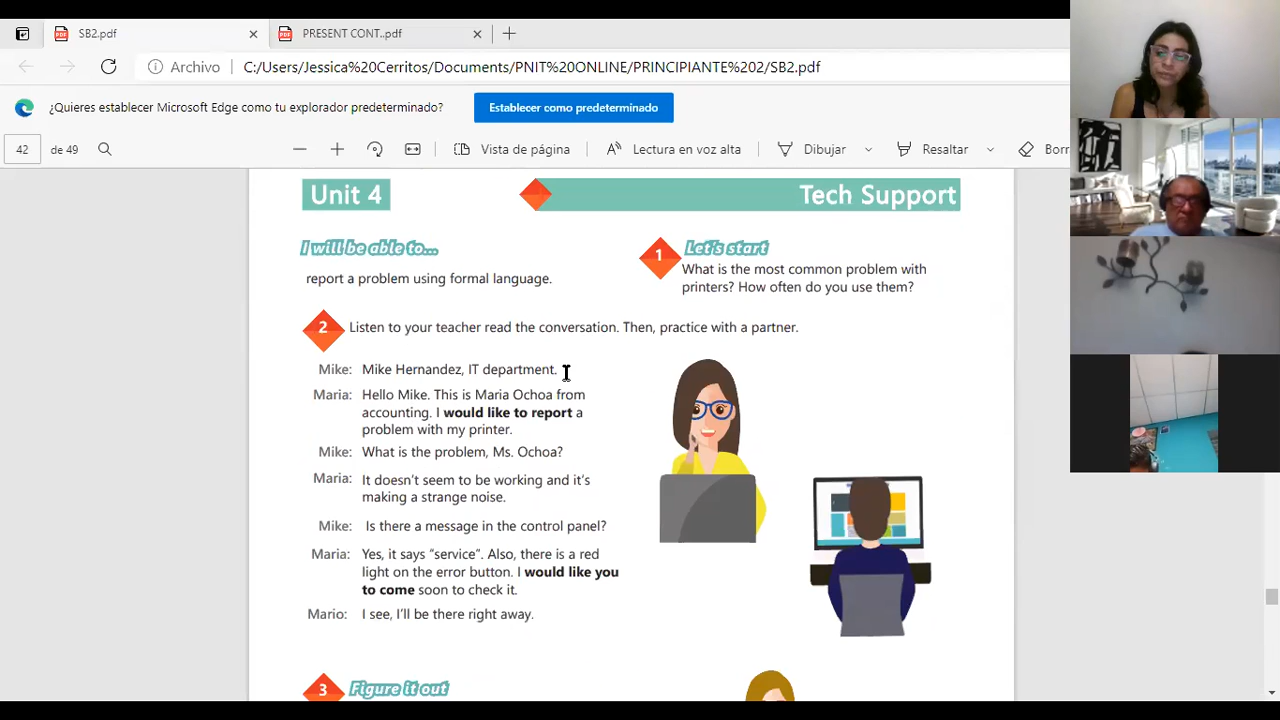 SB2.pdf
PRESENT CONT..pdf
Archivo C:/Users/Jessica%20Cerritos/Documents/PNIT%20ONLINE/PRINCIPIANTE%202/SB2.pdf
¿Quieres establecer Microsoft Edge como tu explorador predeterminado? Establecer como predeterminado
42 de 49 Vista de página Lectura en voz alta Dibujar Resaltar Borr
Unit 4
Tech Support
I will be able to...
report a problem using formal language.
1 Let's start
What is the most common problem with
printers? How often do you use them?
2 Listen to your teacher read the conversation. Then, practice with a partner.
Mike: Mike Hernandez, IT department.
Maria: Hello Mike. This is Maria Ochoa from
accounting. I would like to report a
problem with my printer.
Mike: What is the problem, Ms. Ochoa?
Maria: It doesn't seem to be working and it's
making a strange noise.
Mike: Is there a message in the control panel?
Maria: Yes, it says “service”. Also, there is a red
light on the error button. I would like you
to come soon to check it.
Mario: I see, I'll be there right away.
3 Figure it out